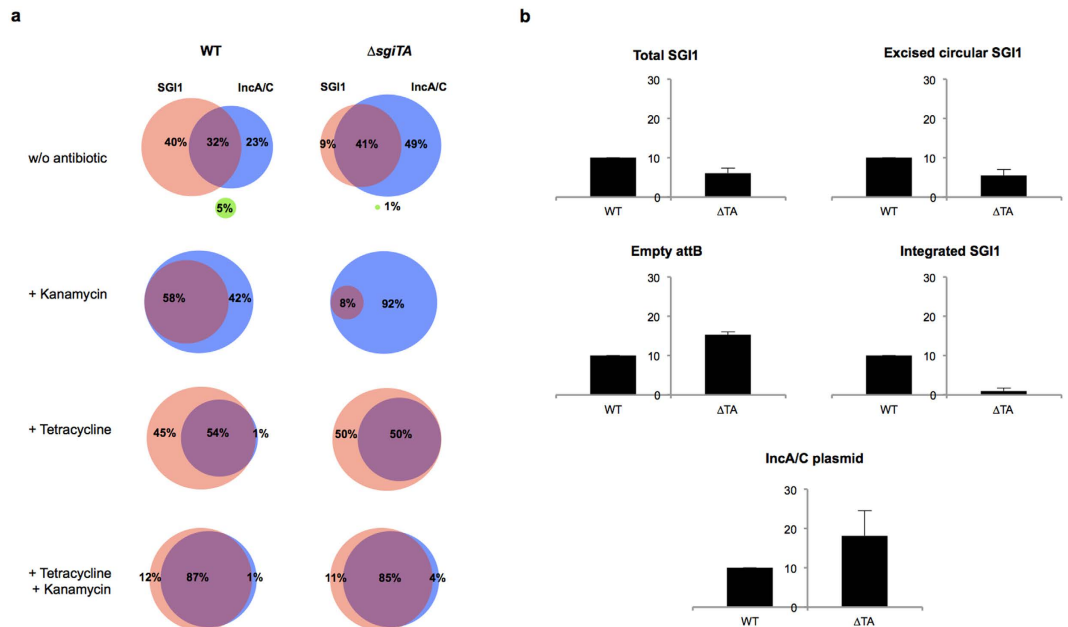 a
WT
ΔsgiTA
SGI1
IncA/C
SGI1
IncA/C
w/o antibiotic
40%
32%
23%
9%
41%
49%
5%
1%
+ Kanamycin
58%
42%
8%
92%
+ Tetracycline
45%
54%
1%
50%
50%
+ Tetracycline
+ Kanamycin
12%
87%
1%
11%
85%
4%
b
Total SGI1
30
20
10
0
WT
ΔTA
Excised circular SGI1
30
20
10
0
WT
ΔTA
Empty attB
30
20
10
0
WT
ΔTA
Integrated SGI1
30
20
10
0
WT
ΔTA
IncA/C plasmid
30
20
10
0
WT
ΔTA